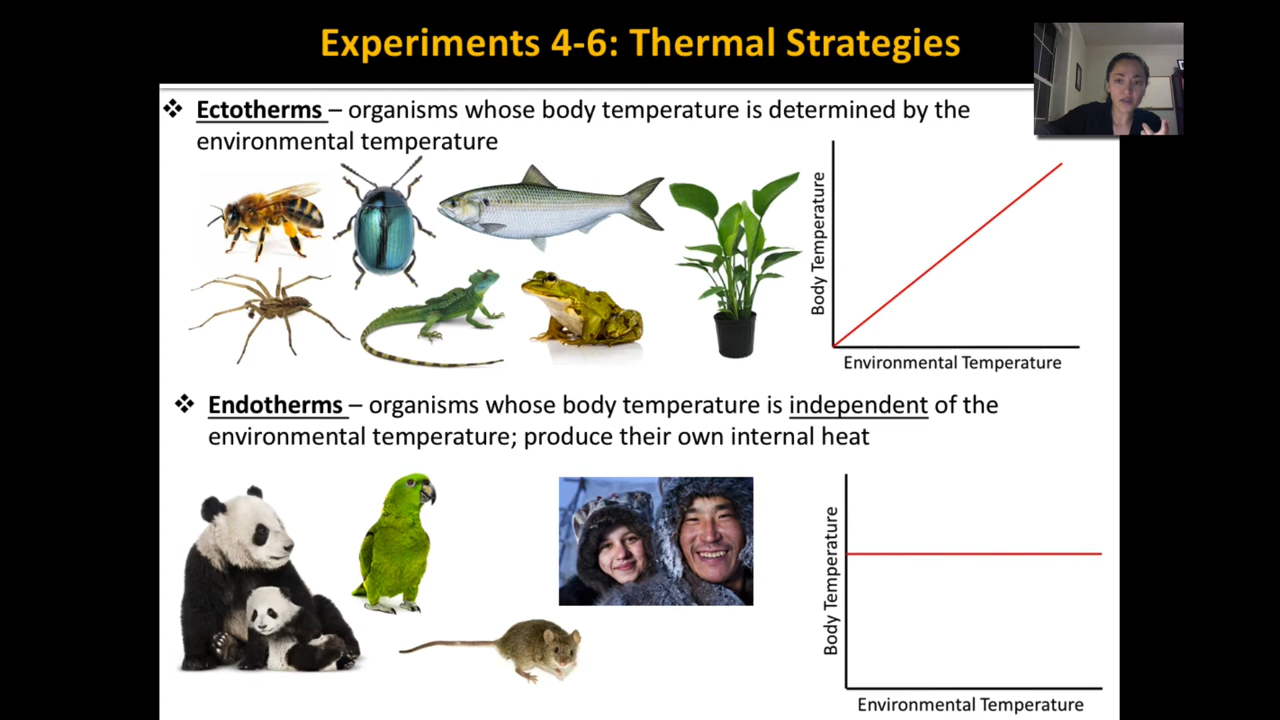 Experiments 4-6: Thermal Strategies
❖ Ectotherms – organisms whose body temperature is determined by the
environmental temperature
Body Temperature
Environmental Temperature
❖ Endotherms – organisms whose body temperature is independent of the
environmental temperature; produce their own internal heat
Body Temperature
Environmental Temperature